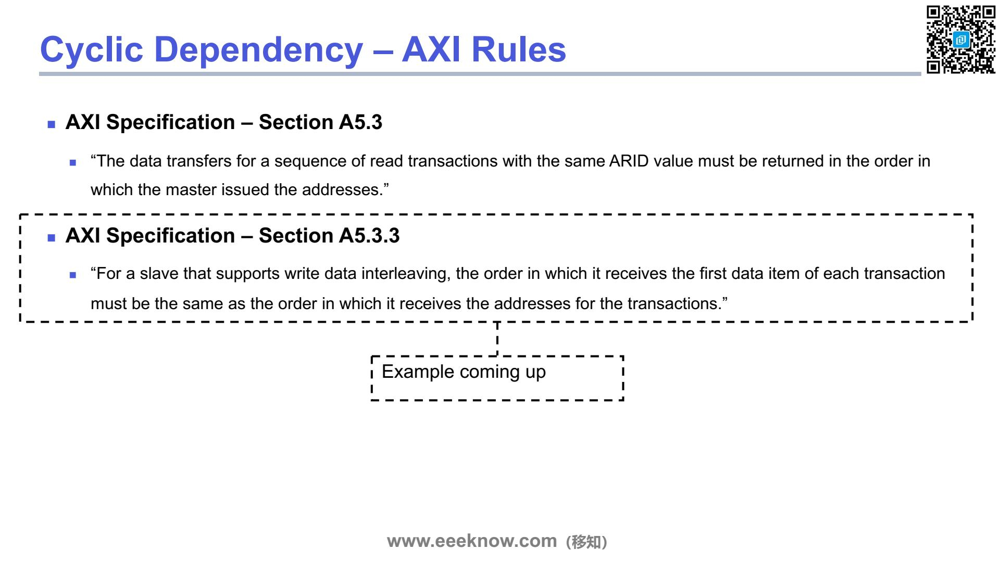 Cyclic Dependency – AXI Rules
AXI Specification – Section A5.3
“The data transfers for a sequence of read transactions with the same ARID value must be returned in the order in
which the master issued the addresses.”
AXI Specification – Section A5.3.3
“For a slave that supports write data interleaving, the order in which it receives the first data item of each transaction
must be the same as the order in which it receives the addresses for the transactions.”
Example coming up
www.eeeknow.com (移知)